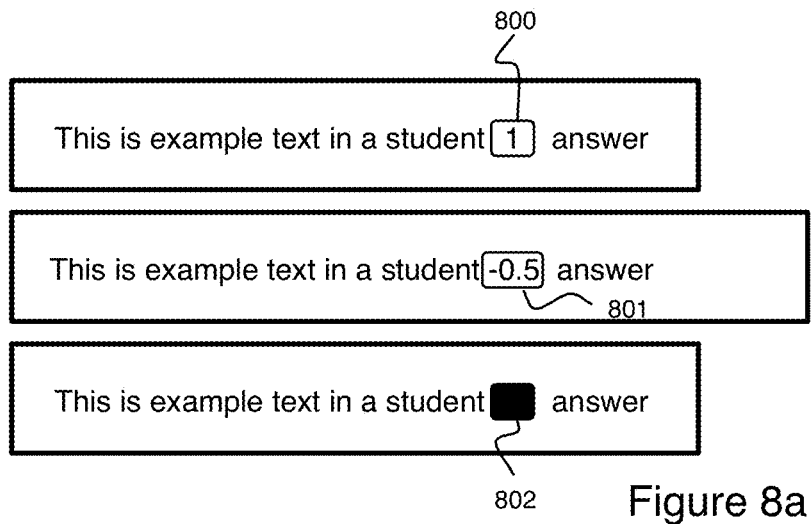 800
This is example text in a student 1 answer
This is example text in a student -0.5 answer
801
This is example text in a student answer
802
Figure 8a